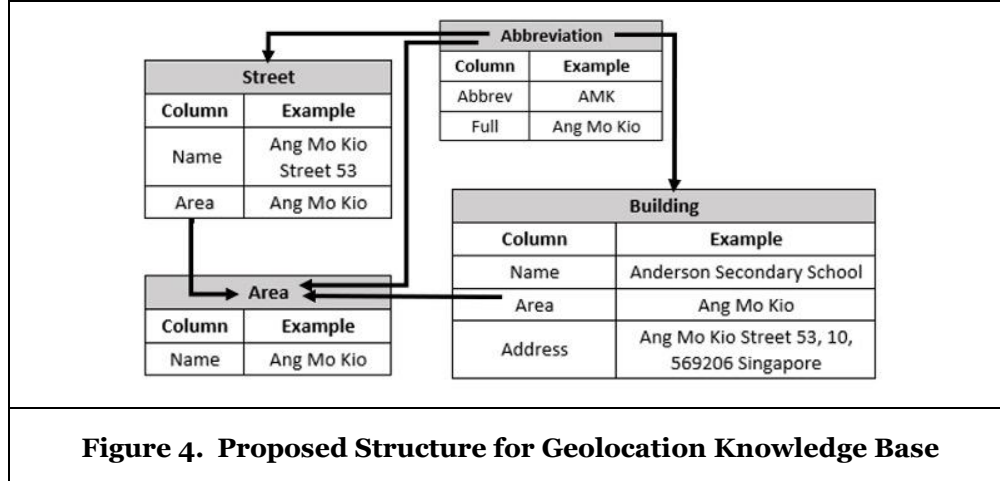 Abbreviation
Column Example
Abbrev AMK
Full Ang Mo Kio
Street
Column Example
Name Ang Mo Kio
Street 53
Area Ang Mo Kio
Building
Column Example
Name Anderson Secondary School
Area Ang Mo Kio
Address Ang Mo Kio Street 53, 10,
569206 Singapore
Area
Column Example
Name Ang Mo Kio
Figure 4. Proposed Structure for Geolocation Knowledge Base